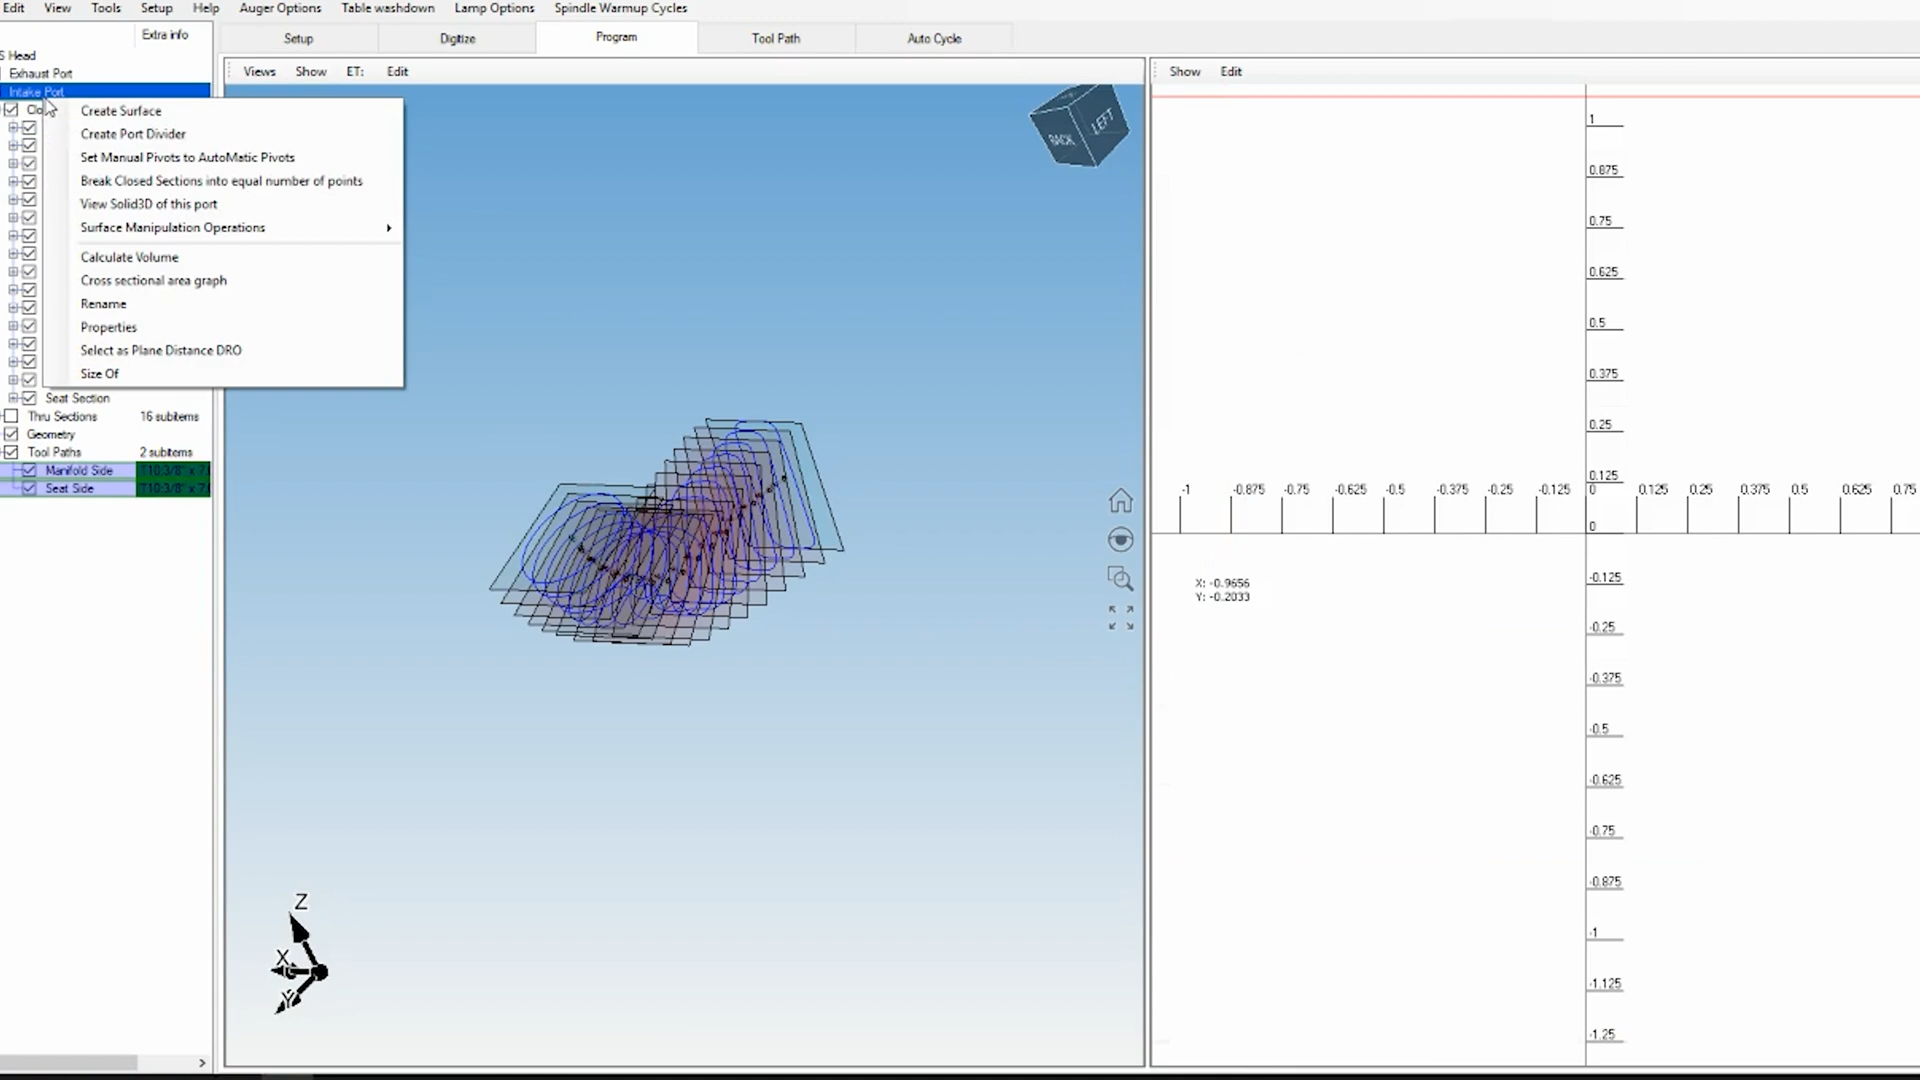 Edit View Tools Setup Help Auger Options Table washdown Lamp Options Spindle Warmup Cycles
Extra info
Setup Digitize Program Tool Path Auto Cycle
S Head
Exhaust Port
Intake Port
Views Show ET: Edit
Show Edit
Create Surface
Create Port Divider
Set Manual Pivots to AutoMatic Pivots
Break Closed Sections into equal number of points
View Solid3D of this port
Surface Manipulation Operations
Calculate Volume
Cross sectional area graph
Rename
Properties
Select as Plane Distance DRO
Size Of
Seat Section
Thru Sections 16 subitems
Geometry
Tool Paths 2 subitems
Manifold Side T10:3/8" x 7.
Seat Side T10:3/8" x 7.
BACK LEFT
Z
X
Y
1
0.875
0.75
0.625
0.5
0.375
0.25
0.125
-1 -0.875 -0.75 -0.625 -0.5 -0.375 -0.25 -0.125 0 0.125 0.25 0.375 0.5 0.625 0.75
0
X: -0.9656
Y: -0.2033
-0.125
-0.25
-0.375
-0.5
-0.625
-0.75
-0.875
-1
-1.125
-1.25